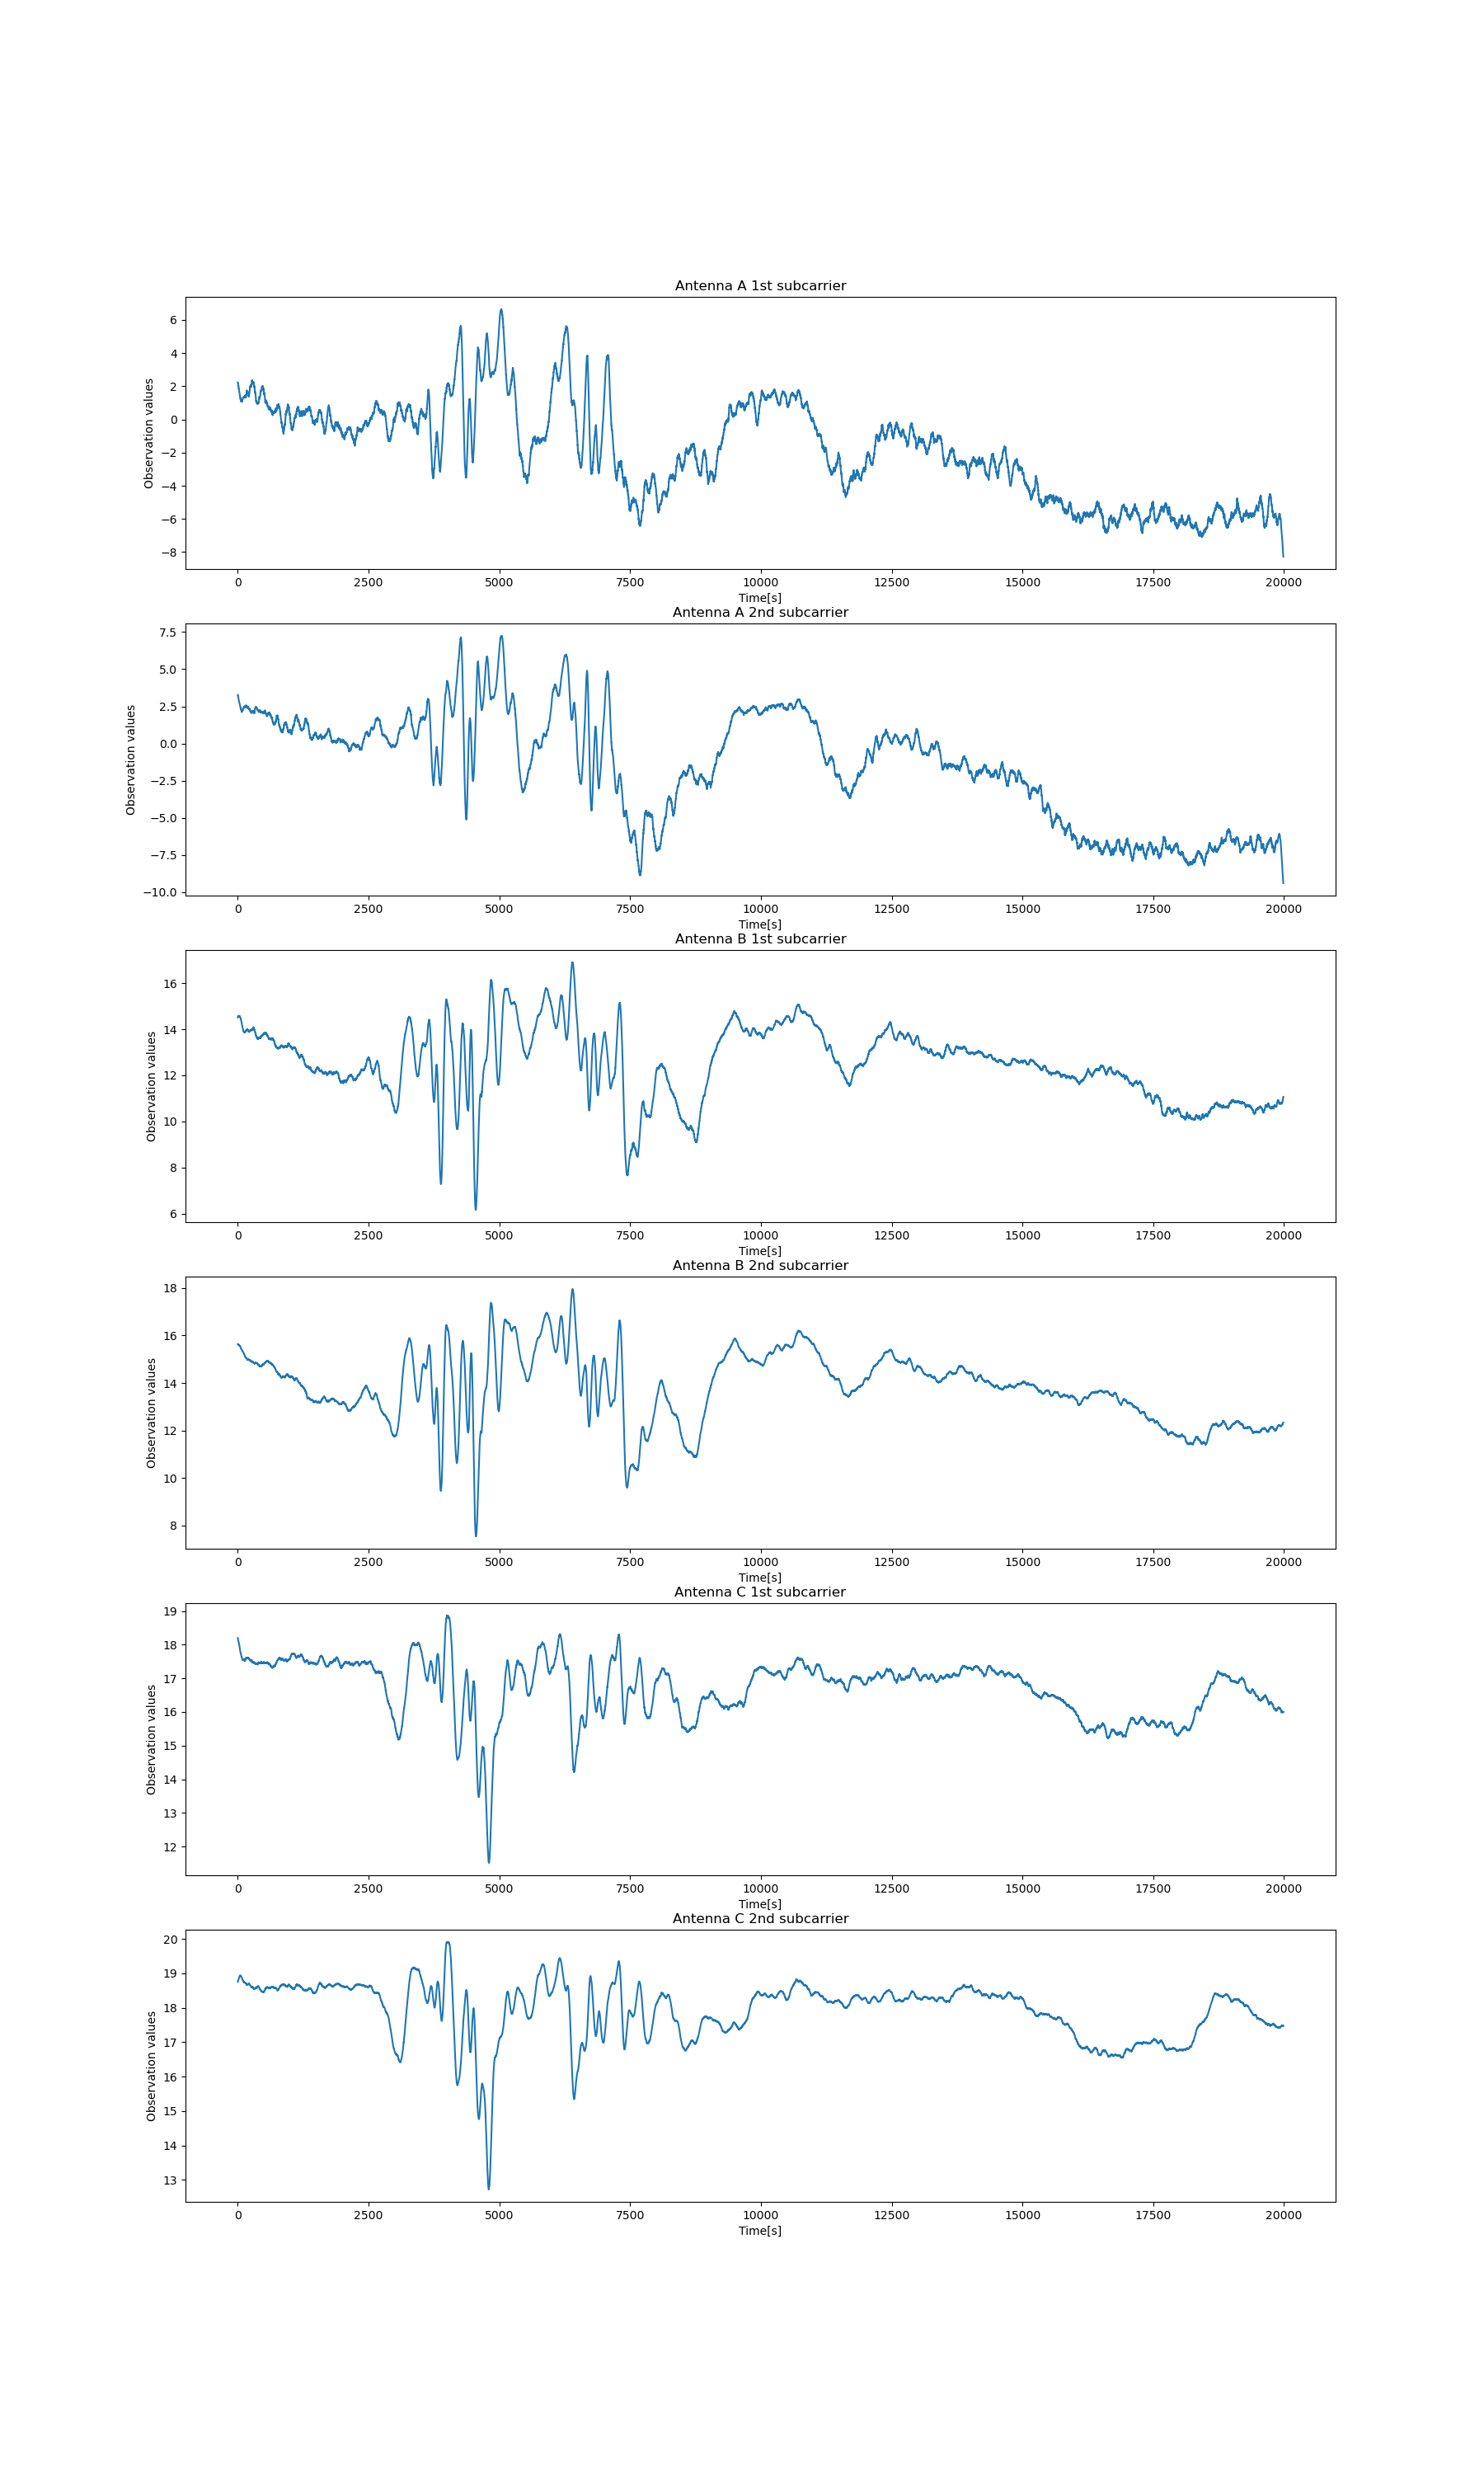 Antenna A 1st subcarrier
6
4
2
0
−2
−4
−6
−8
Observation values
0 2500 5000 7500 10000 12500 15000 17500 20000
Time[s]
Antenna A 2nd subcarrier
7.5
5.0
2.5
0.0
−2.5
−5.0
−7.5
−10.0
Observation values
0 2500 5000 7500 10000 12500 15000 17500 20000
Time[s]
Antenna B 1st subcarrier
16
14
12
10
8
6
Observation values
0 2500 5000 7500 10000 12500 15000 17500 20000
Time[s]
Antenna B 2nd subcarrier
18
16
14
12
10
8
Observation values
0 2500 5000 7500 10000 12500 15000 17500 20000
Time[s]
Antenna C 1st subcarrier
19
18
17
16
15
14
13
12
Observation values
0 2500 5000 7500 10000 12500 15000 17500 20000
Time[s]
Antenna C 2nd subcarrier
20
19
18
17
16
15
14
13
Observation values
0 2500 5000 7500 10000 12500 15000 17500 20000
Time[s]